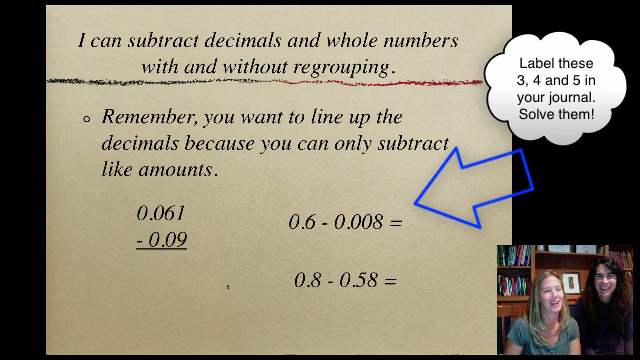 I can subtract decimals and whole numbers
with and without regrouping.
Label these
3, 4 and 5 in
your journal.
Solve them!
Remember, you want to line up the
decimals because you can only subtract
like amounts.
0.061
- 0.09
0.6 - 0.008 =
0.8 - 0.58 =